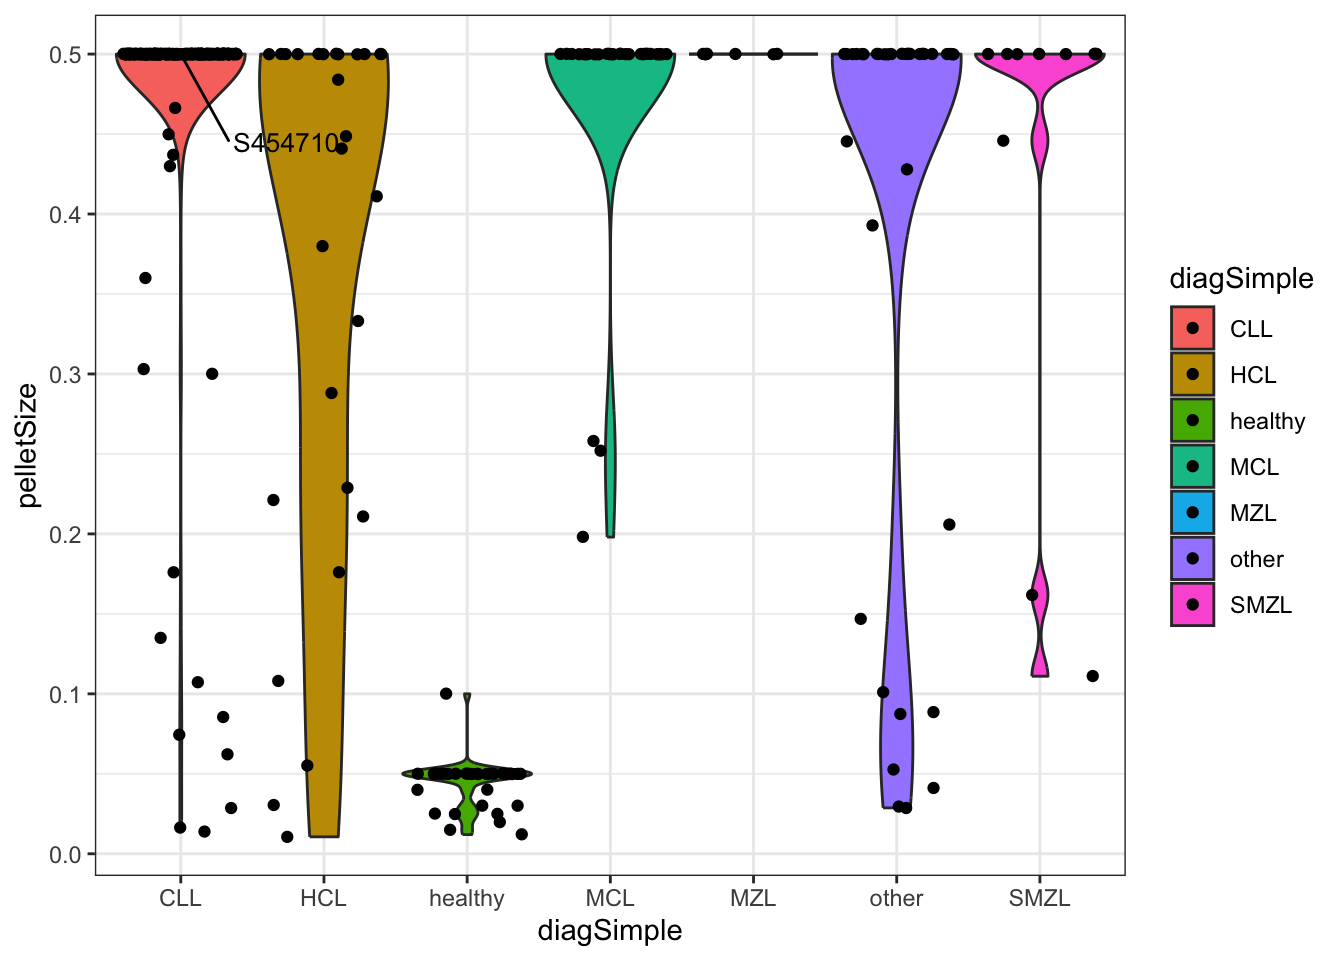 0.5
0.4
0.3
0.2
0.1
0.0
pelletSize
S454710
CLL
HCL
healthy
MCL
MZL
other
SMZL
diagSimple
diagSimple
CLL
HCL
healthy
MCL
MZL
other
SMZL